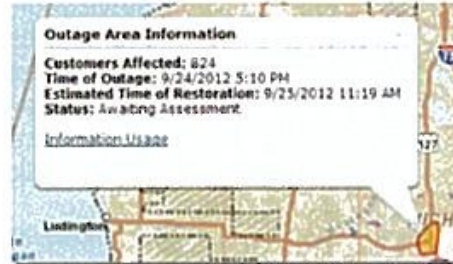 Outage Area Information
Customers Affected: 824
Time of Outage: 9/24/2012 5:10 PM
Estimated Time of Restoration: 9/25/2012 11:19 AM
Status: Awaiting Assessment
Information Usage
127
Ludington